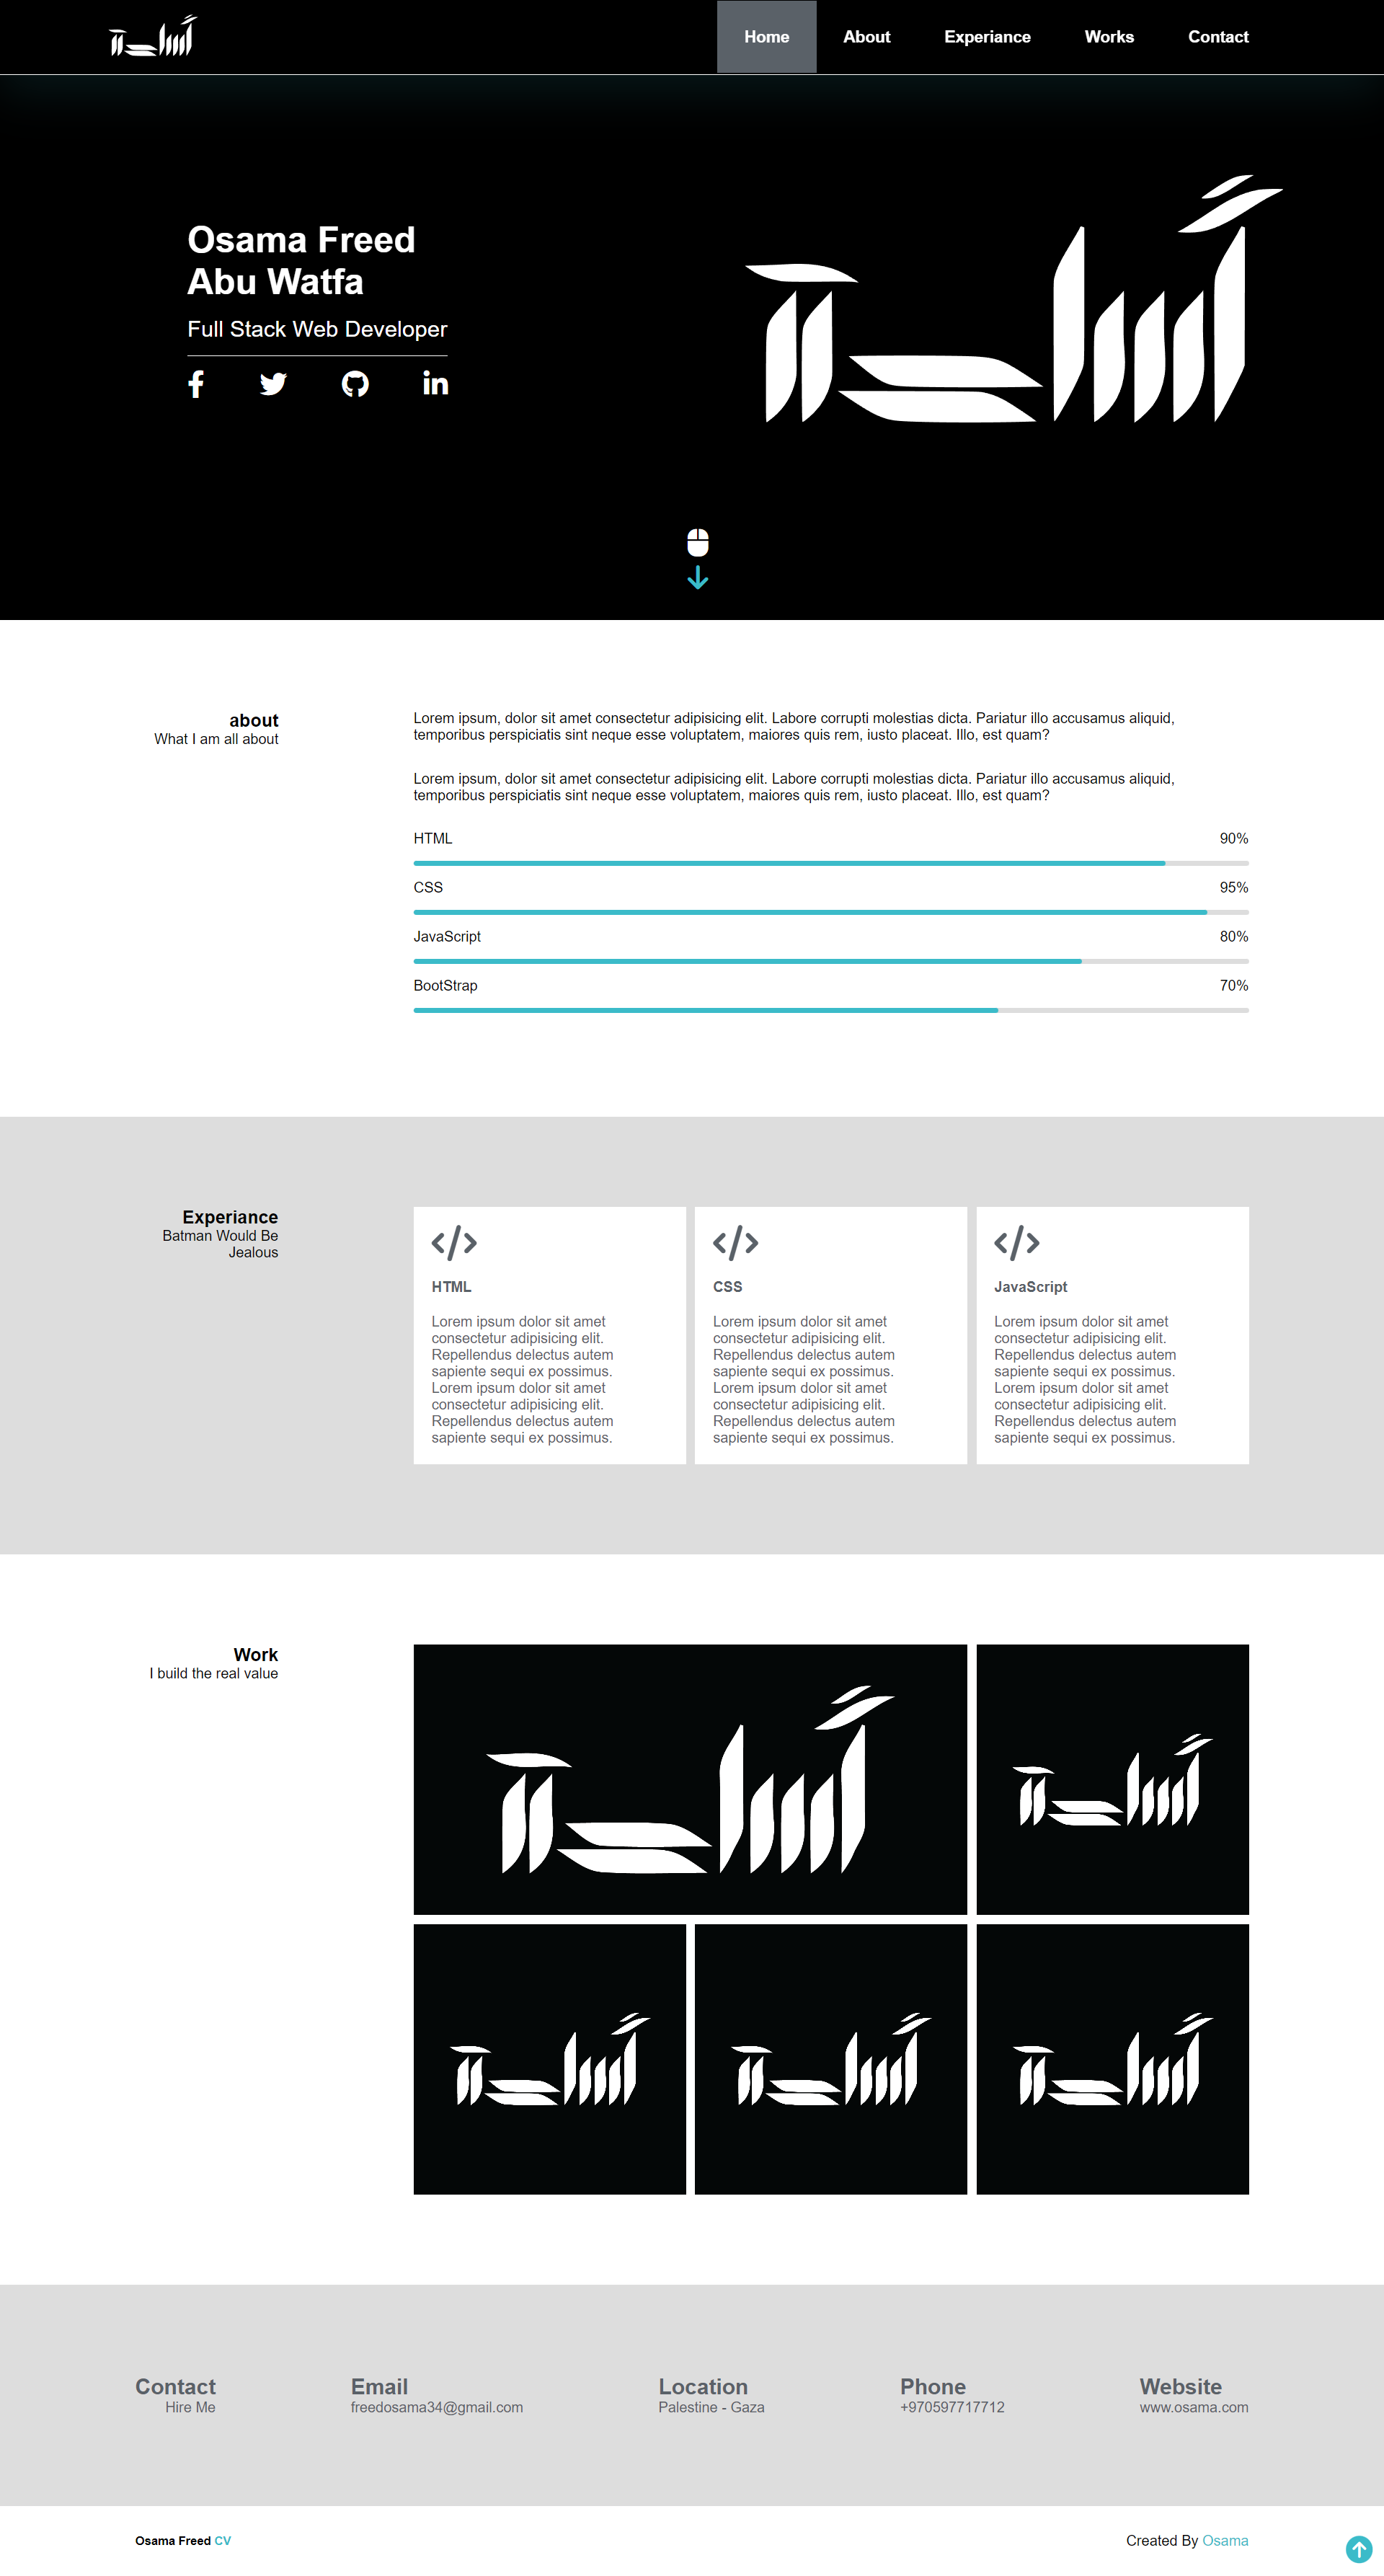 أسامة
Home
About
Experiance
Works
Contact
Osama Freed
Abu Watfa
Full Stack Web Developer
أسامة
about
What I am all about
Lorem ipsum, dolor sit amet consectetur adipisicing elit. Labore corrupti molestias dicta. Pariatur illo accusamus aliquid,
temporibus perspiciatis sint neque esse voluptatem, maiores quis rem, iusto placeat. Illo, est quam?
Lorem ipsum, dolor sit amet consectetur adipisicing elit. Labore corrupti molestias dicta. Pariatur illo accusamus aliquid,
temporibus perspiciatis sint neque esse voluptatem, maiores quis rem, iusto placeat. Illo, est quam?
HTML 90%
CSS 95%
JavaScript 80%
BootStrap 70%
Experiance
Batman Would Be
Jealous
HTML
Lorem ipsum dolor sit amet
consectetur adipisicing elit.
Repellendus delectus autem
sapiente sequi ex possimus.
Lorem ipsum dolor sit amet
consectetur adipisicing elit.
Repellendus delectus autem
sapiente sequi ex possimus.
CSS
Lorem ipsum dolor sit amet
consectetur adipisicing elit.
Repellendus delectus autem
sapiente sequi ex possimus.
Lorem ipsum dolor sit amet
consectetur adipisicing elit.
Repellendus delectus autem
sapiente sequi ex possimus.
JavaScript
Lorem ipsum dolor sit amet
consectetur adipisicing elit.
Repellendus delectus autem
sapiente sequi ex possimus.
Lorem ipsum dolor sit amet
consectetur adipisicing elit.
Repellendus delectus autem
sapiente sequi ex possimus.
Work
I build the real value
أسامة
أسامة
أسامة
أسامة
أسامة
Contact
Hire Me
Email
freedosama34@gmail.com
Location
Palestine - Gaza
Phone
+970597717712
Website
www.osama.com
Osama Freed CV
Created By Osama